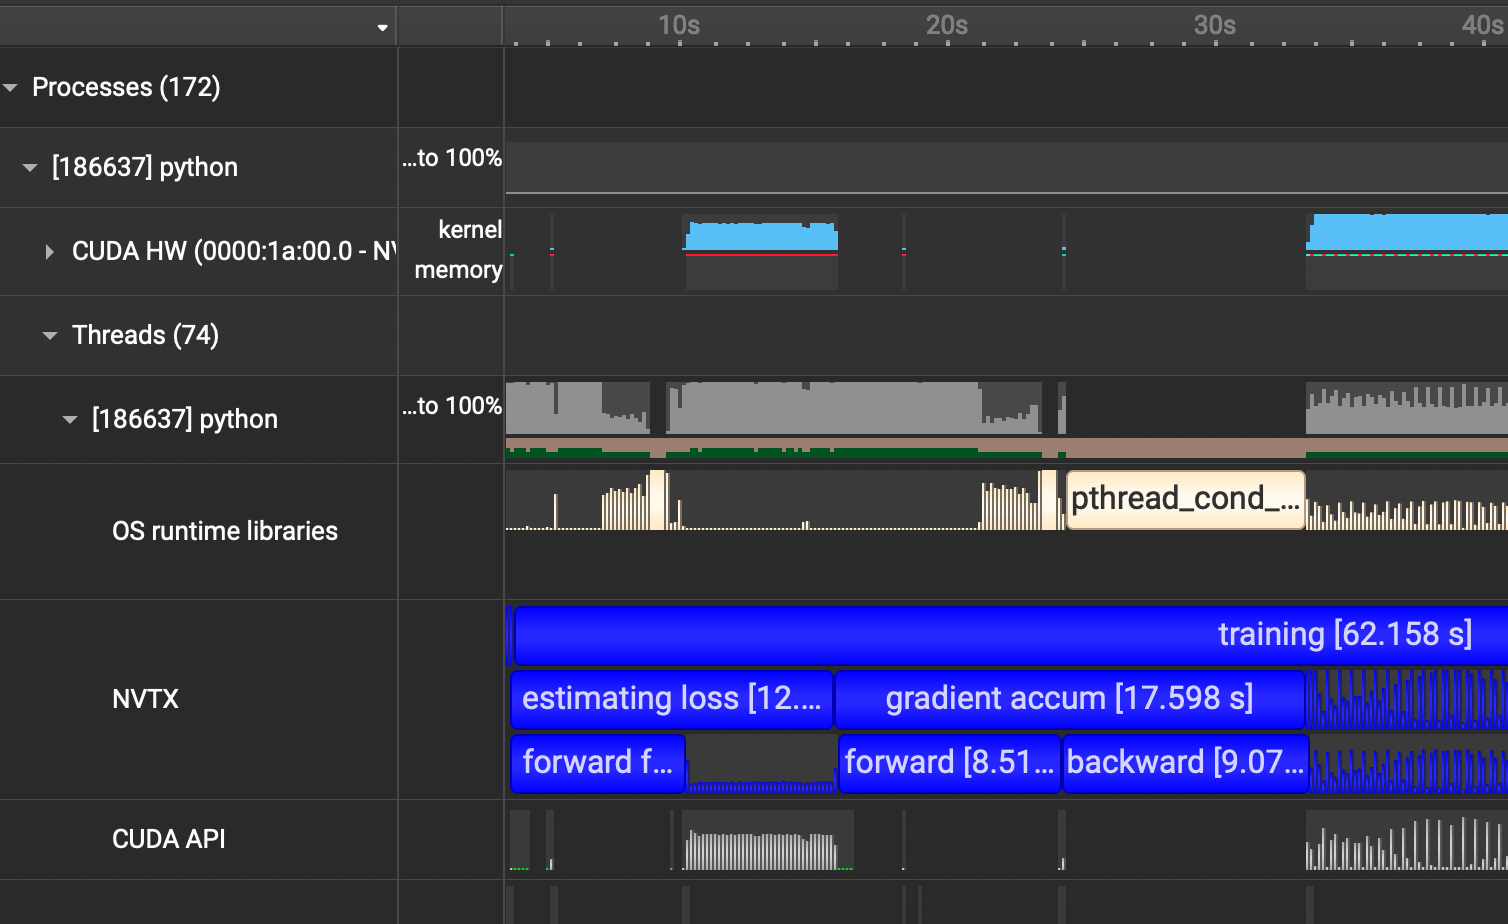 10s 20s 30s 40s
Processes (172)
[186637] python ...to 100%
CUDA HW (0000:1a:00.0 - NV kernel
memory
Threads (74)
[186637] python ...to 100%
OS runtime libraries pthread_cond_...
training [62.158 s]
NVTX estimating loss [12.... gradient accum [17.598 s]
forward f... forward [8.51... backward [9.07...
CUDA API